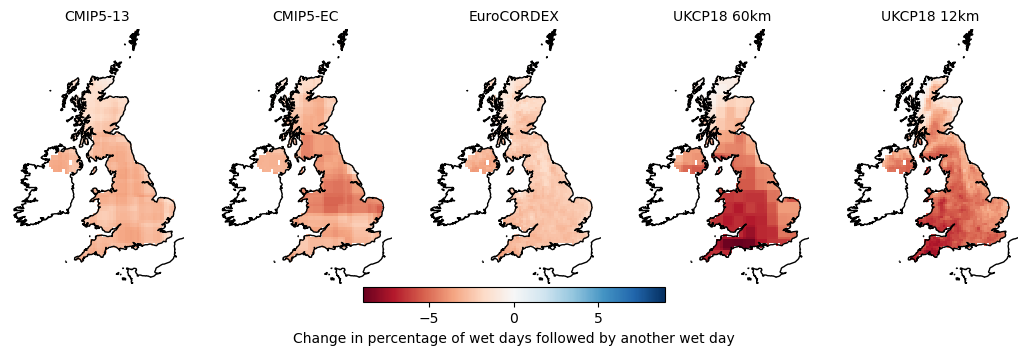 CMIP5-13 CMIP5-EC EuroCORDEX UKCP18 60km UKCP18 12km
−5 0 5
Change in percentage of wet days followed by another wet day